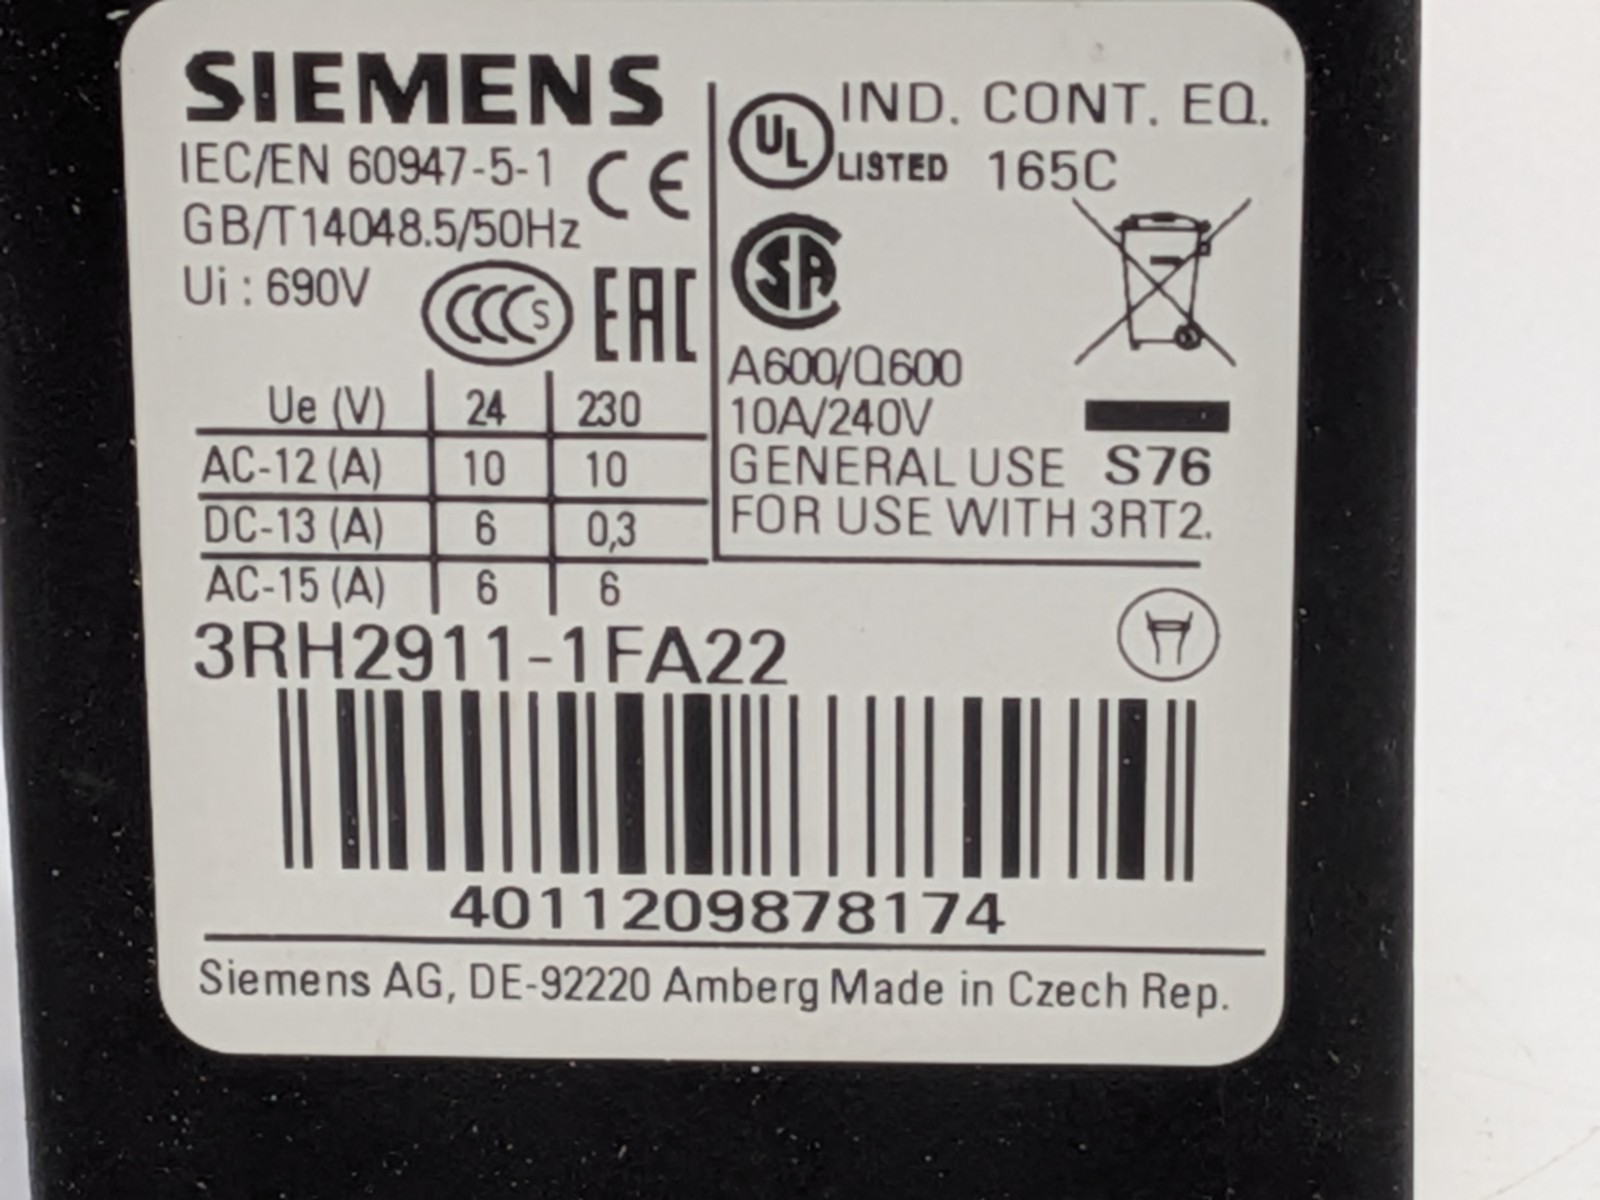 SIEMENS
IEC/EN 60947-5-1 CE
GB/T14048.5/50Hz
Ui : 690V
CCC S EAC
Ue (V) 24 230
AC-12 (A) 10 10
DC-13 (A) 6 0,3
AC-15 (A) 6 6
UL LISTED IND. CONT. EQ.
165C
SA
A600/Q600
10A/240V
GENERAL USE S76
FOR USE WITH 3RT2.
3RH2911-1FA22
4011209878174
Siemens AG, DE-92220 Amberg Made in Czech Rep.